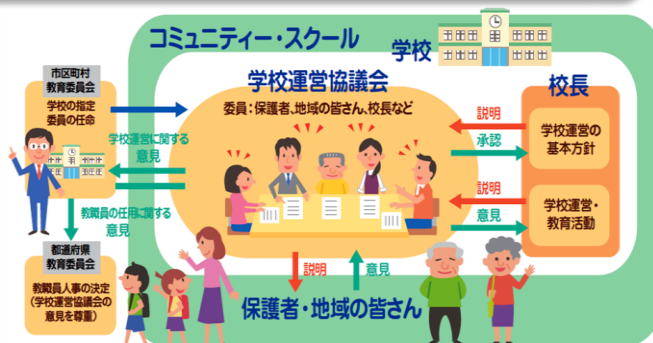 コミュニティー・スクール
学校
市区町村
教育委員会
学校の指定
委員の任命
学校運営協議会
委員：保護者、地域の皆さん、校長など
校長
説明
承認
学校運営の
基本方針
説明
意見
学校運営・
教育活動
学校運営に関する
意見
教職員の任用に関する
意見
都道府県
教育委員会
教職員人事の決定
（学校運営協議会の
意見を尊重）
説明
意見
保護者・地域の皆さん